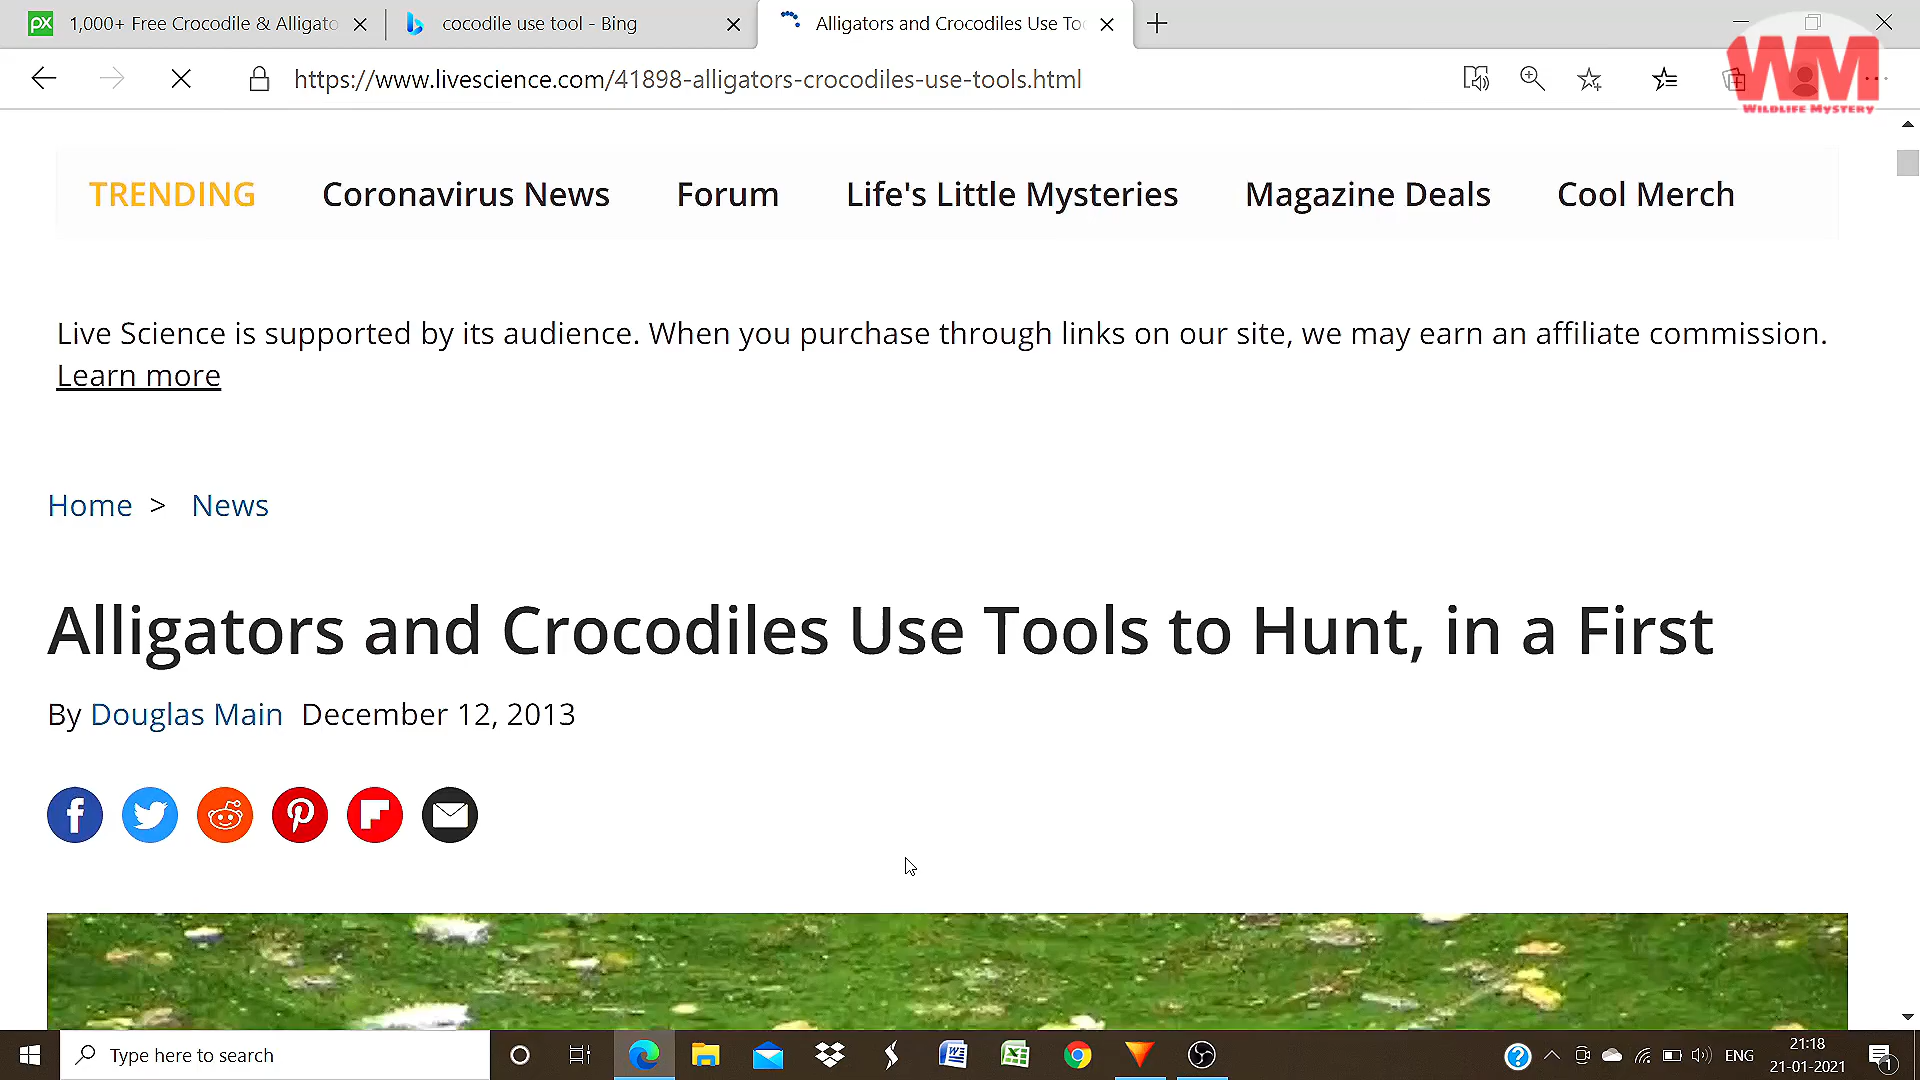 1,000+ Free Crocodile & Alligato
cocodile use tool - Bing
Alligators and Crocodiles Use Too
https://www.livescience.com/41898-alligators-crocodiles-use-tools.html
WM
WILDLIFE MYSTERY
TRENDING Coronavirus News Forum Life's Little Mysteries Magazine Deals Cool Merch
Live Science is supported by its audience. When you purchase through links on our site, we may earn an affiliate commission.
Learn more
Home > News
Alligators and Crocodiles Use Tools to Hunt, in a First
By Douglas Main December 12, 2013
Type here to search
ENG
21:18
21-01-2021
1